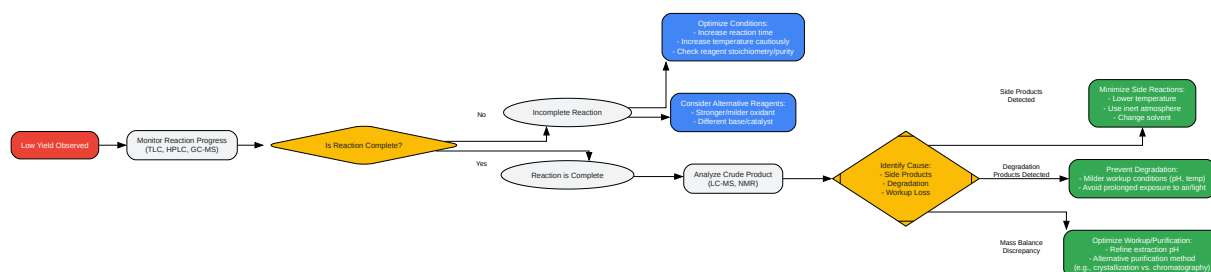 Low Yield Observed
Monitor Reaction Progress
(TLC, HPLC, GC-MS)
Is Reaction Complete?
No
Yes
Incomplete Reaction
Reaction is Complete
Optimize Conditions:
- Increase reaction time
- Increase temperature cautiously
- Check reagent stoichiometry/purity
Consider Alternative Reagents:
- Stronger/milder oxidant
- Different base/catalyst
Analyze Crude Product
(LC-MS, NMR)
Identify Cause:
- Side Products
- Degradation
- Workup Loss
Side Products
Detected
Minimize Side Reactions:
- Lower temperature
- Use inert atmosphere
- Change solvent
Degradation
Products Detected
Prevent Degradation:
- Milder workup conditions (pH, temp)
- Avoid prolonged exposure to air/light
Mass Balance
Discrepancy
Optimize Workup/Purification:
- Refine extraction pH
- Alternative purification method
(e.g., crystallization vs. chromatography)